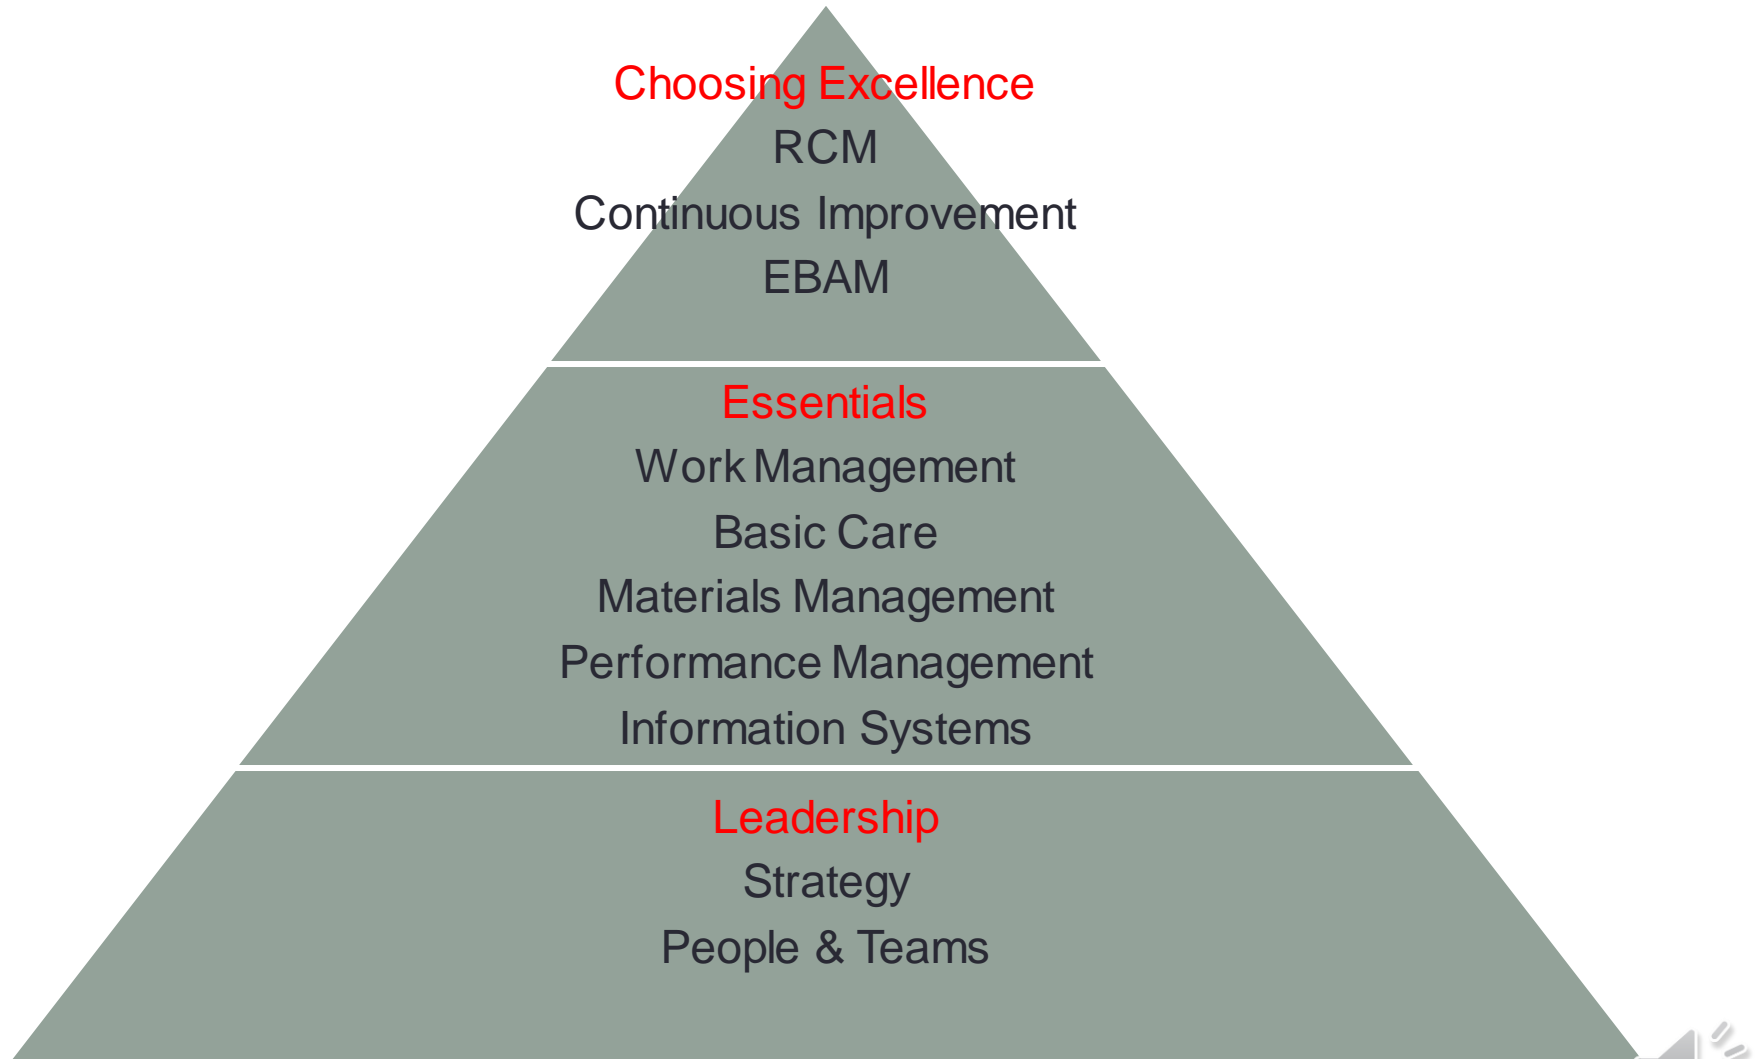 Choosing Excellence
RCM
Continuous Improvement
EBAM
Essentials
Work Management
Basic Care
Materials Management
Performance Management
Information Systems
Leadership
Strategy
People & Teams